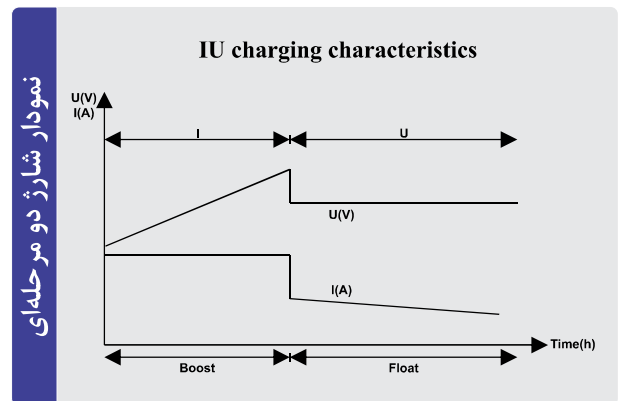 نمودار شارژ دو مرحله‌ای
IU charging characteristics
U(V)
I(A)
I
U
U(V)
I(A)
Time(h)
Boost
Float